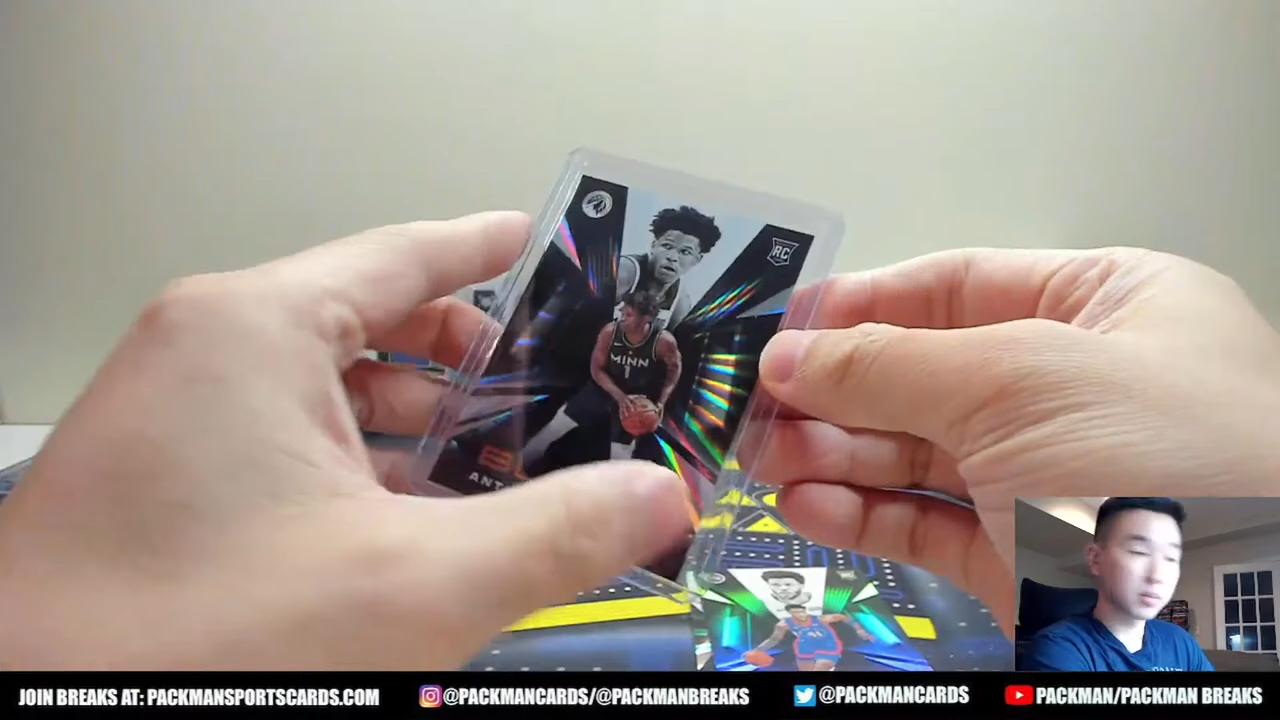 RC
MINN
1
ANT
JOIN BREAKS AT: PACKMANSPORTSCARDS.COM
@PACKMANCARDS/@PACKMANBREAKS
@PACKMANCARDS
PACKMAN/PACKMAN BREAKS